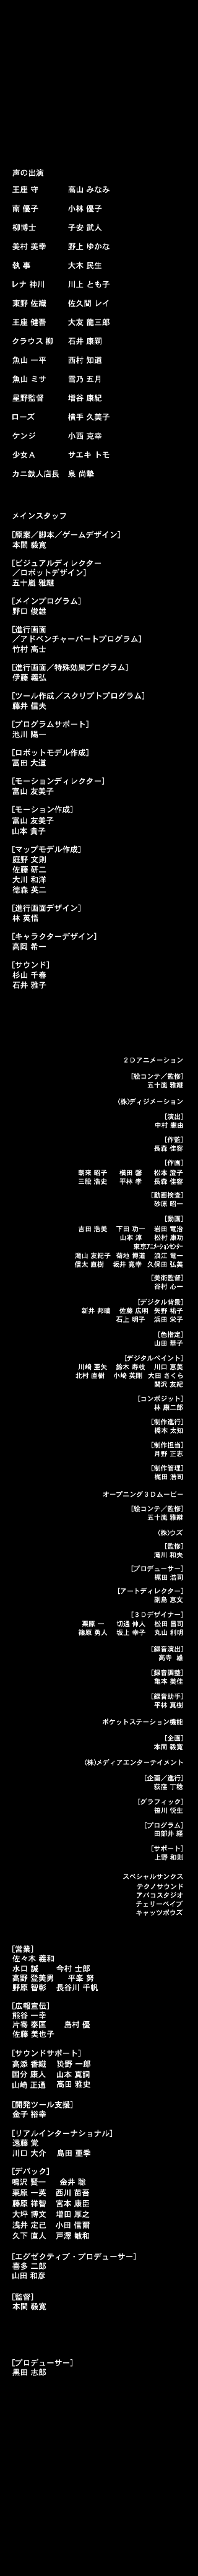 声の出演
王座 守 高山 みなみ
南 優子 小林 優子
柳博士 子安 武人
美村 美幸 野上 ゆかな
執 事 大木 民生
レナ 神川 川上 とも子
東野 佐織 佐久間 レイ
王座 健吾 大友 龍三郎
クラウス 柳 石井 康嗣
魚山 一平 西村 知道
魚山 ミサ 雪乃 五月
星野監督 増谷 康紀
ローズ 横手 久美子
ケンジ 小西 克幸
少女A サエキ トモ
カニ鉄人店長 泉 尚摯
メインスタッフ
[原案／脚本／ゲームデザイン]
本間 毅寛
[ビジュアルディレクター
／ロボットデザイン]
五十嵐 雅継
[メインプログラム]
野口 俊雄
[進行画面
／アドベンチャーパートプログラム]
竹村 高士
[進行画面／特殊効果プログラム]
伊藤 義弘
[ツール作成／スクリプトプログラム]
藤井 信夫
[プログラムサポート]
池川 陽一
[ロボットモデル作成]
冨田 大道
[モーションディレクター]
富山 友美子
[モーション作成]
富山 友美子
山本 貴子
[マップモデル作成]
庭野 文則
佐藤 研二
大川 和洋
徳森 英二
[進行画面デザイン]
林 英悟
[キャラクターデザイン]
高岡 希一
[サウンド]
杉山 千春
石井 雅子
２Ｄアニメーション
[絵コンテ／監修]
五十嵐 雅継
(株)ディジメーション
[演出]
中村 憲由
[作監]
長森 佳容
[作画]
朝来 昭子 横田 馨 松本 澄子
三股 浩史 平林 孝 長森 佳容
[動画検査]
砂原 昭一
[動画]
吉田 浩美 下田 功一 岩田 竜治
山本 淳 松村 康功
東京アニメーションセンター
滝山 友紀子 菊地 博道 浪江 竜一
信太 直樹 坂井 寛幸 久保田 弘美
[美術監督]
谷村 心一
[デジタル背景]
新井 邦晴 佐藤 広明 矢野 祐子
石上 明子 浜田 栄子
[色指定]
山田 華子
[デジタルペイント]
川崎 亜矢 鈴木 寿枝 川口 恵美
北村 直樹 小崎 英剛 大田 さくら
関沢 友紀
[コンポジット]
林 康二郎
[制作進行]
橋本 太知
[制作担当]
月野 正志
[制作管理]
梶田 浩司
オープニング３Ｄムービー
[絵コンテ／監修]
五十嵐 雅継
(株)ウズ
[監修]
滝川 和夫
[プロデューサー]
梶田 浩司
[アートディレクター]
副島 恵文
[３Ｄデザイナー]
栗原 一 切通 伸人 松田 昌司
篠原 勇人 坂上 幸子 丸山 利明
[録音演出]
高寺 雄
[録音調整]
亀本 美佳
[録音助手]
平林 真樹
ポケットステーション機能
[企画]
本間 毅寛
(株)メディアエンターテイメント
[企画／進行]
荻窪 丁稔
[グラフィック]
笹川 悦生
[プログラム]
田部井 経
[サポート]
上野 和則
スペシャルサンクス
テクノサウンド
アバコスタジオ
チェリーベイブ
キャッツボウズ
[営業]
佐々木 義和
水口 誠 今村 士郎
高野 登美男 平峯 努
野原 智彰 長谷川 千帆
[広報宣伝]
熊谷 一幸
片寄 泰匡 島村 優
佐藤 美也子
[サウンドサポート]
高添 香織 勢野 一郎
国分 康人 山本 真詞
山崎 正通 高田 雅史
[開発ツール支援]
金子 裕幸
[リアルインターナショナル]
遠藤 覚
川口 大介 島田 亜季
[デバック]
鳴沢 賢一 金井 聡
栗原 一英 西川 苗吾
藤原 祥智 宮本 康臣
大坪 博文 増田 厚之
浅井 定己 小田 信爾
久下 直人 戸澤 敏和
[エグゼクティブ・プロデューサー]
喜多 二郎
山田 和彦
[監督]
本間 毅寛
[プロデューサー]
黒田 志郎